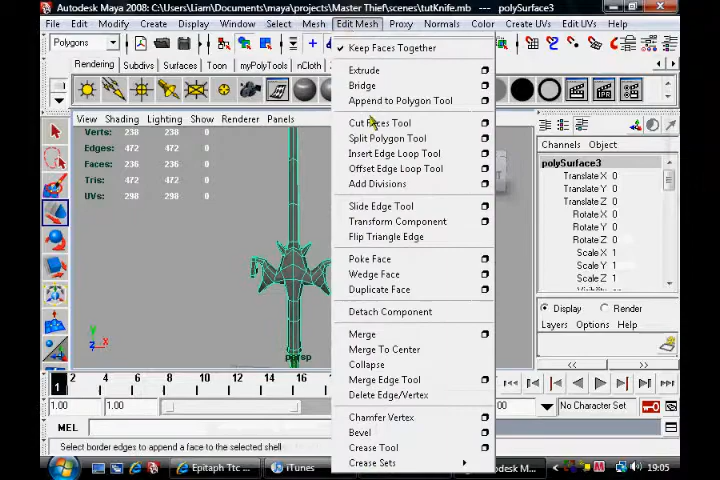 Autodesk Maya 2008: C:\Users\Liam\Documents\maya\projects\Master Thief\scenes\tutKnife.mb  ---  polySurface3
File Edit Modify Create Display Window Select Mesh Edit Mesh Proxy Normals Color Create UVs Edit UVs Help
Polygons
Rendering Subdivs Surfaces myPolyTools nCloth
View Shading Lighting Show Renderer Panels
Verts: 238 238 0
Edges: 472 472 0
Faces: 236 236 0
Tris: 472 472 0
UVs: 298 298 0
y
x
persp
Keep Faces Together
Extrude
Bridge
Append to Polygon Tool
Cut Faces Tool
Split Polygon Tool
Insert Edge Loop Tool
Offset Edge Loop Tool
Add Divisions
Slide Edge Tool
Transform Component
Flip Triangle Edge
Poke Face
Wedge Face
Duplicate Face
Detach Component
Merge
Merge To Center
Collapse
Merge Edge Tool
Delete Edge/Vertex
Chamfer Vertex
Bevel
Crease Tool
Crease Sets
Channels Object
polySurface3
Translate X 0
Translate Y 0
Translate Z 0
Rotate X 0
Rotate Y 0
Rotate Z 0
Scale X 1
Scale Y 1
Scale Z 1
Display Render
Layers Options Help
1 2 4 6 8 10 12 14 16
1.00 1.00 No Character Set
MEL
Select border edges to append a face to the selected shell
Epitaph Ttc ... iTunes 19:05